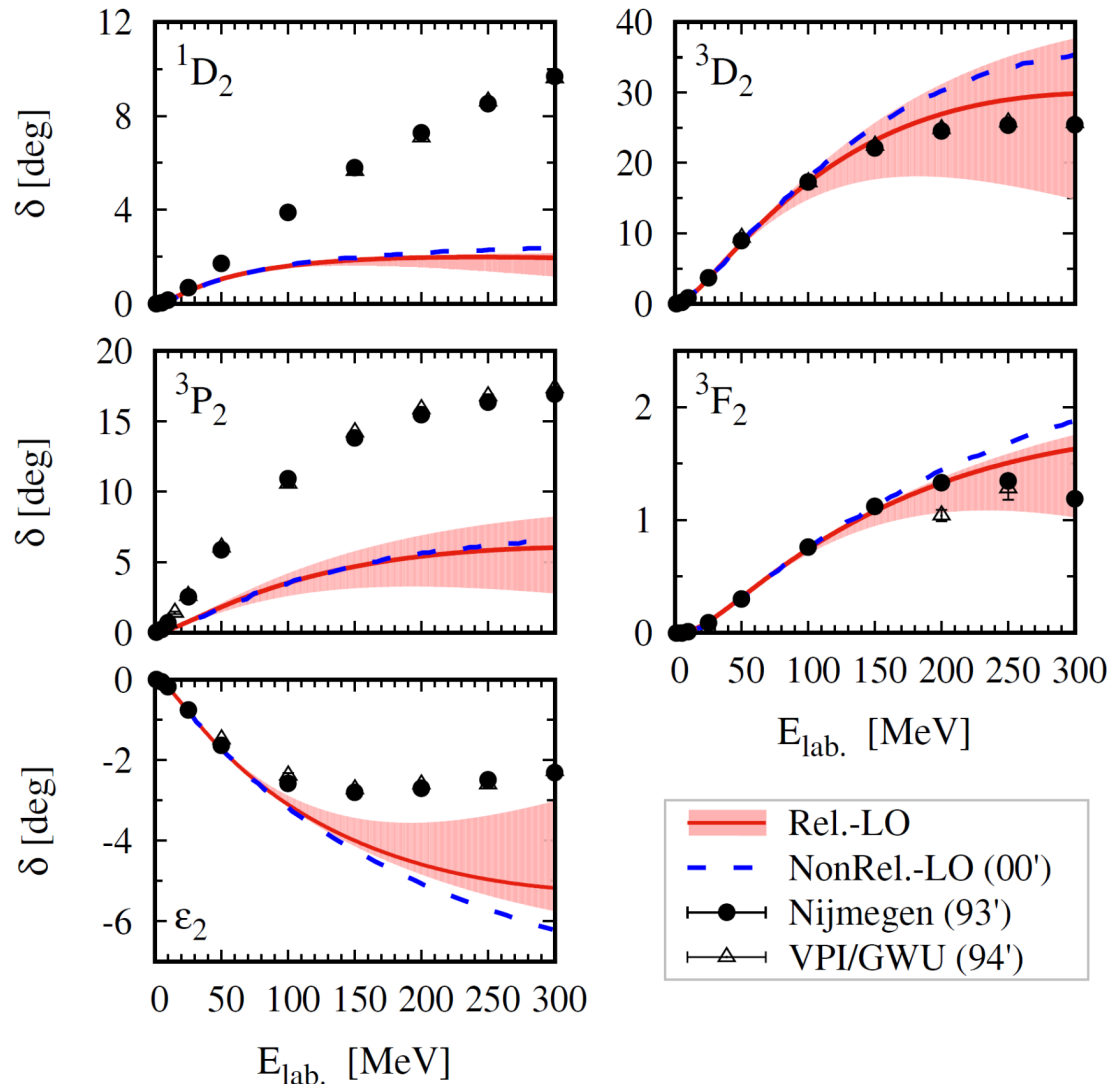 12
8
4
0
δ [deg]
¹D₂
40
30
20
10
0
³D₂
20
15
10
5
0
δ [deg]
³P₂
2
1
0
³F₂
0 50 100 150 200 250 300
E_lab. [MeV]
0
-2
-4
-6
δ [deg]
ε₂
0 50 100 150 200 250 300
E_lab. [MeV]
Rel.-LO
NonRel.-LO (00')
Nijmegen (93')
VPI/GWU (94')